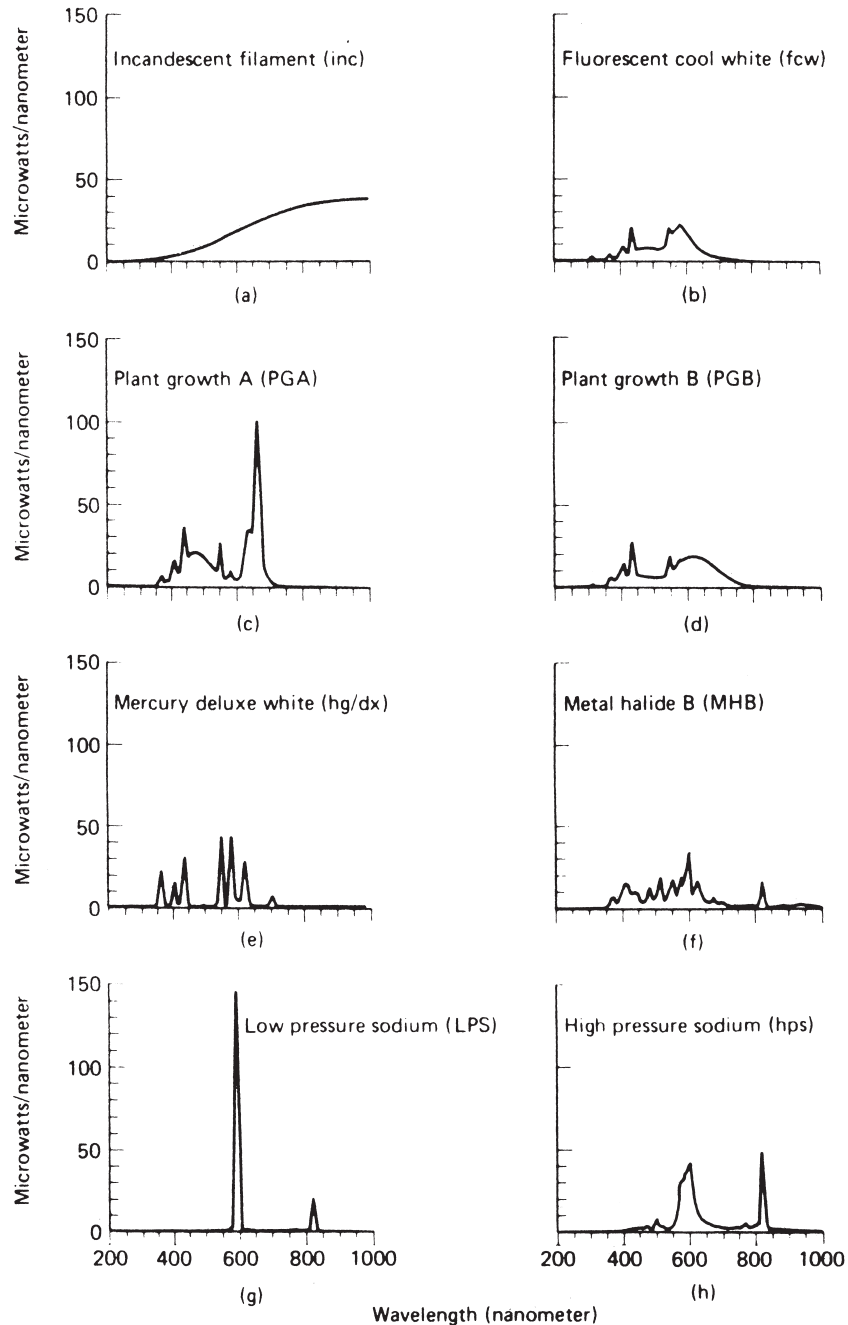 150
Incandescent filament (inc)
100
50
0
Microwatts/nanometer
(a)
Fluorescent cool white (fcw)
(b)
150
Plant growth A (PGA)
100
50
0
Microwatts/nanometer
(c)
Plant growth B (PGB)
(d)
150
Mercury deluxe white (hg/dx)
100
50
0
Microwatts/nanometer
(e)
Metal halide B (MHB)
(f)
150
Low pressure sodium (LPS)
100
50
0
Microwatts/nanometer
200 400 600 800 1000
(g)
High pressure sodium (hps)
200 400 600 800 1000
(h)
Wavelength (nanometer)